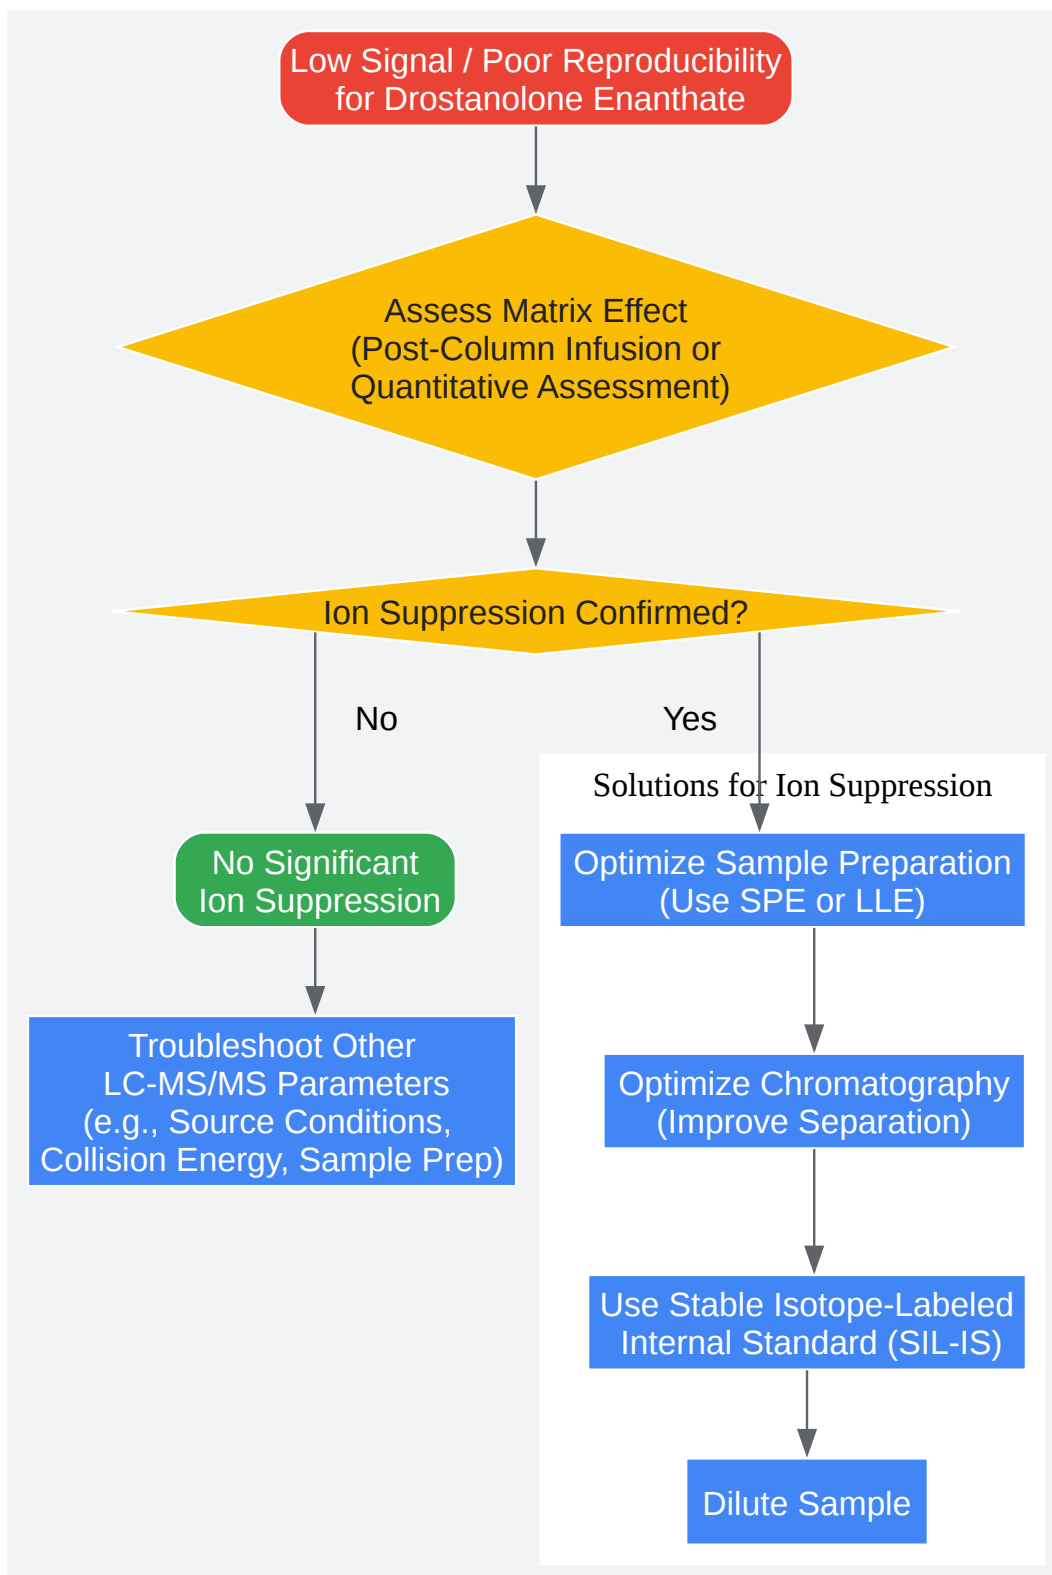 Low Signal / Poor Reproducibility
for Drostanolone Enanthate
Assess Matrix Effect
(Post-Column Infusion or
Quantitative Assessment)
Ion Suppression Confirmed?
No
Yes
Solutions for Ion Suppression
No Significant
Ion Suppression
Optimize Sample Preparation
(Use SPE or LLE)
Troubleshoot Other
LC-MS/MS Parameters
(e.g., Source Conditions,
Collision Energy, Sample Prep)
Optimize Chromatography
(Improve Separation)
Use Stable Isotope-Labeled
Internal Standard (SIL-IS)
Dilute Sample